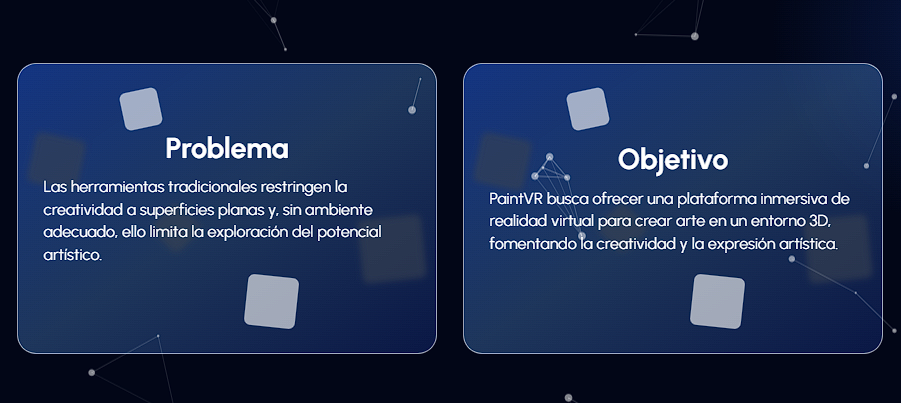 Problema
Las herramientas tradicionales restringen la
creatividad a superficies planas y, sin ambiente
adecuado, ello limita la exploración del potencial
artístico.
Objetivo
PaintVR busca ofrecer una plataforma inmersiva de
realidad virtual para crear arte en un entorno 3D,
fomentando la creatividad y la expresión artística.